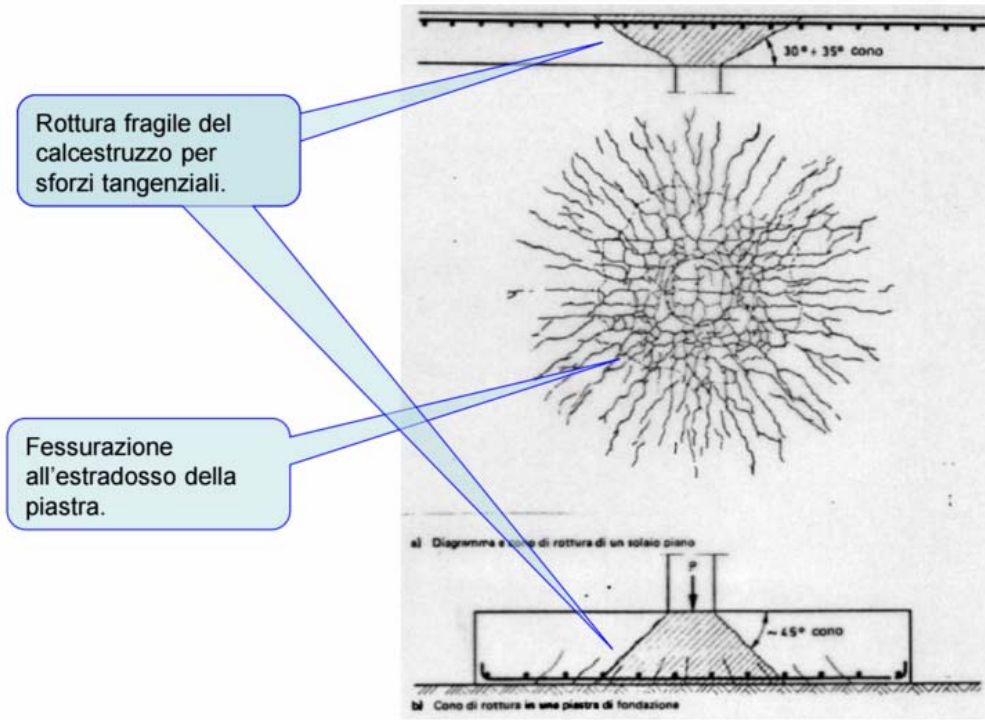 30° ÷ 35° cono
Rottura fragile del
calcestruzzo per
sforzi tangenziali.
Fessurazione
all'estradosso della
piastra.
a) Diagramma e cono di rottura di un solaio piano
P
~45° cono
b) Cono di rottura in una piastra di fondazione